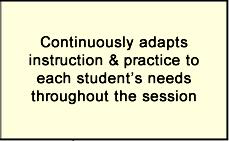 Continuously adapts
instruction & practice to
each student's needs
throughout the session